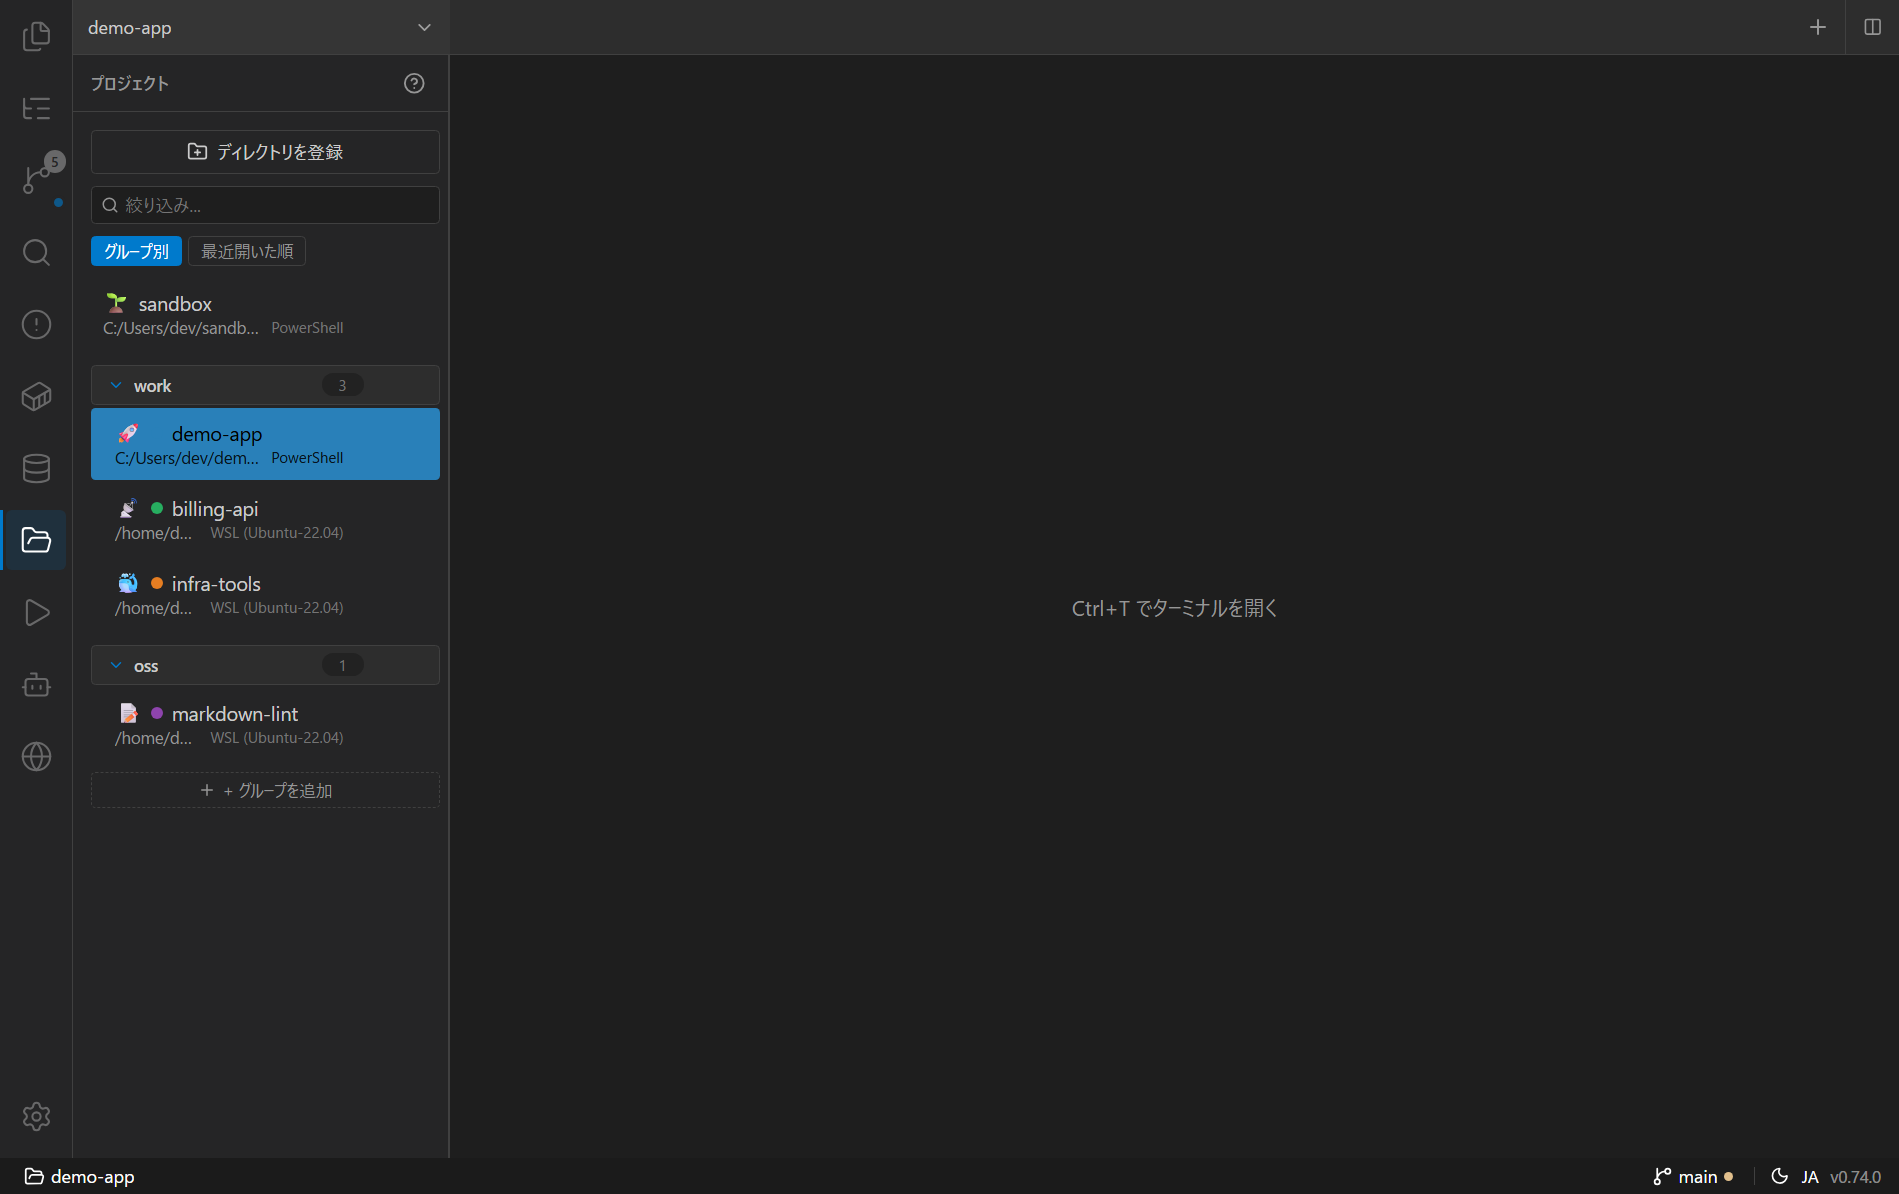 demo-app
プロジェクト
5
ディレクトリを登録
絞り込み...
グループ別
最近開いた順
sandbox
C:/Users/dev/sandb... PowerShell
work 3
demo-app
C:/Users/dev/dem... PowerShell
billing-api
/home/d... WSL (Ubuntu-22.04)
infra-tools
/home/d... WSL (Ubuntu-22.04)
oss 1
markdown-lint
/home/d... WSL (Ubuntu-22.04)
+ グループを追加
Ctrl+T でターミナルを開く
demo-app
main JA v0.74.0